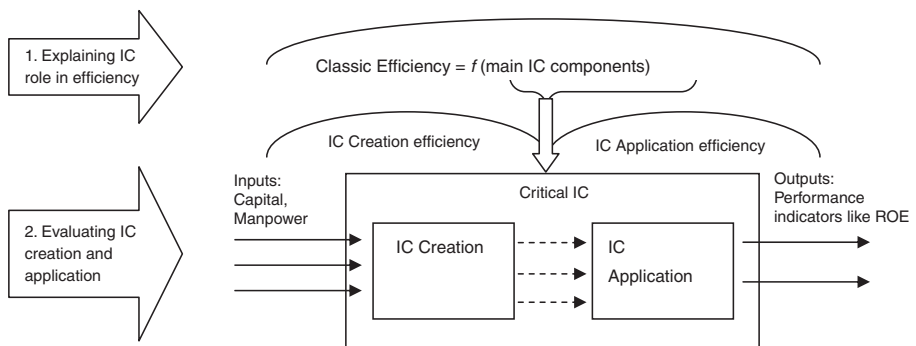 1. Explaining IC
role in efficiency
Classic Efficiency = f (main IC components)
IC Creation efficiency
IC Application efficiency
2. Evaluating IC
creation and
application
Inputs:
Capital,
Manpower
Critical IC
IC Creation
IC
Application
Outputs:
Performance
indicators like ROE